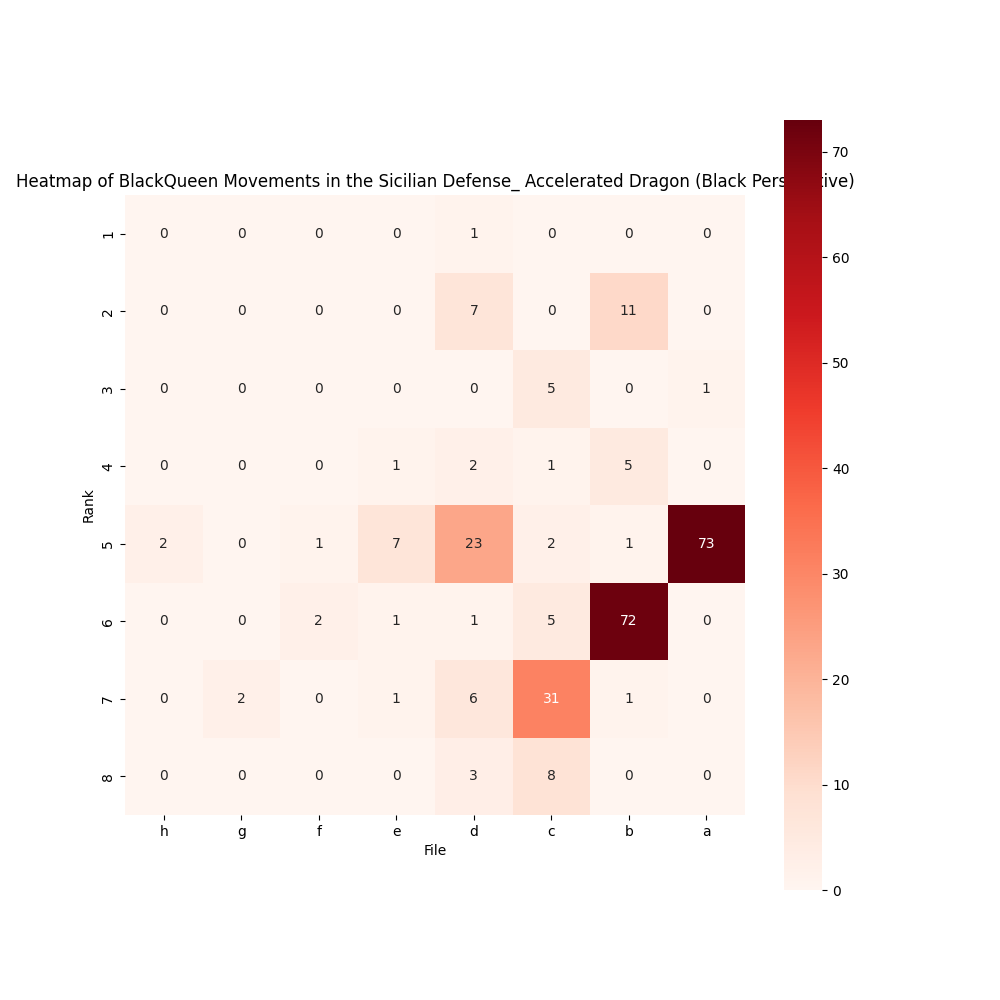 Heatmap of BlackQueen Movements in the Sicilian Defense_ Accelerated Dragon (Black Perspective)
1 0 0 0 0 1 0 0 0
2 0 0 0 0 7 0 11 0
3 0 0 0 0 0 5 0 1
4 0 0 0 1 2 1 5 0
Rank
5 2 0 1 7 23 2 1 73
6 0 0 2 1 1 5 72 0
7 0 2 0 1 6 31 1 0
8 0 0 0 0 3 8 0 0
h g f e d c b a
File
70
60
50
40
30
20
10
0